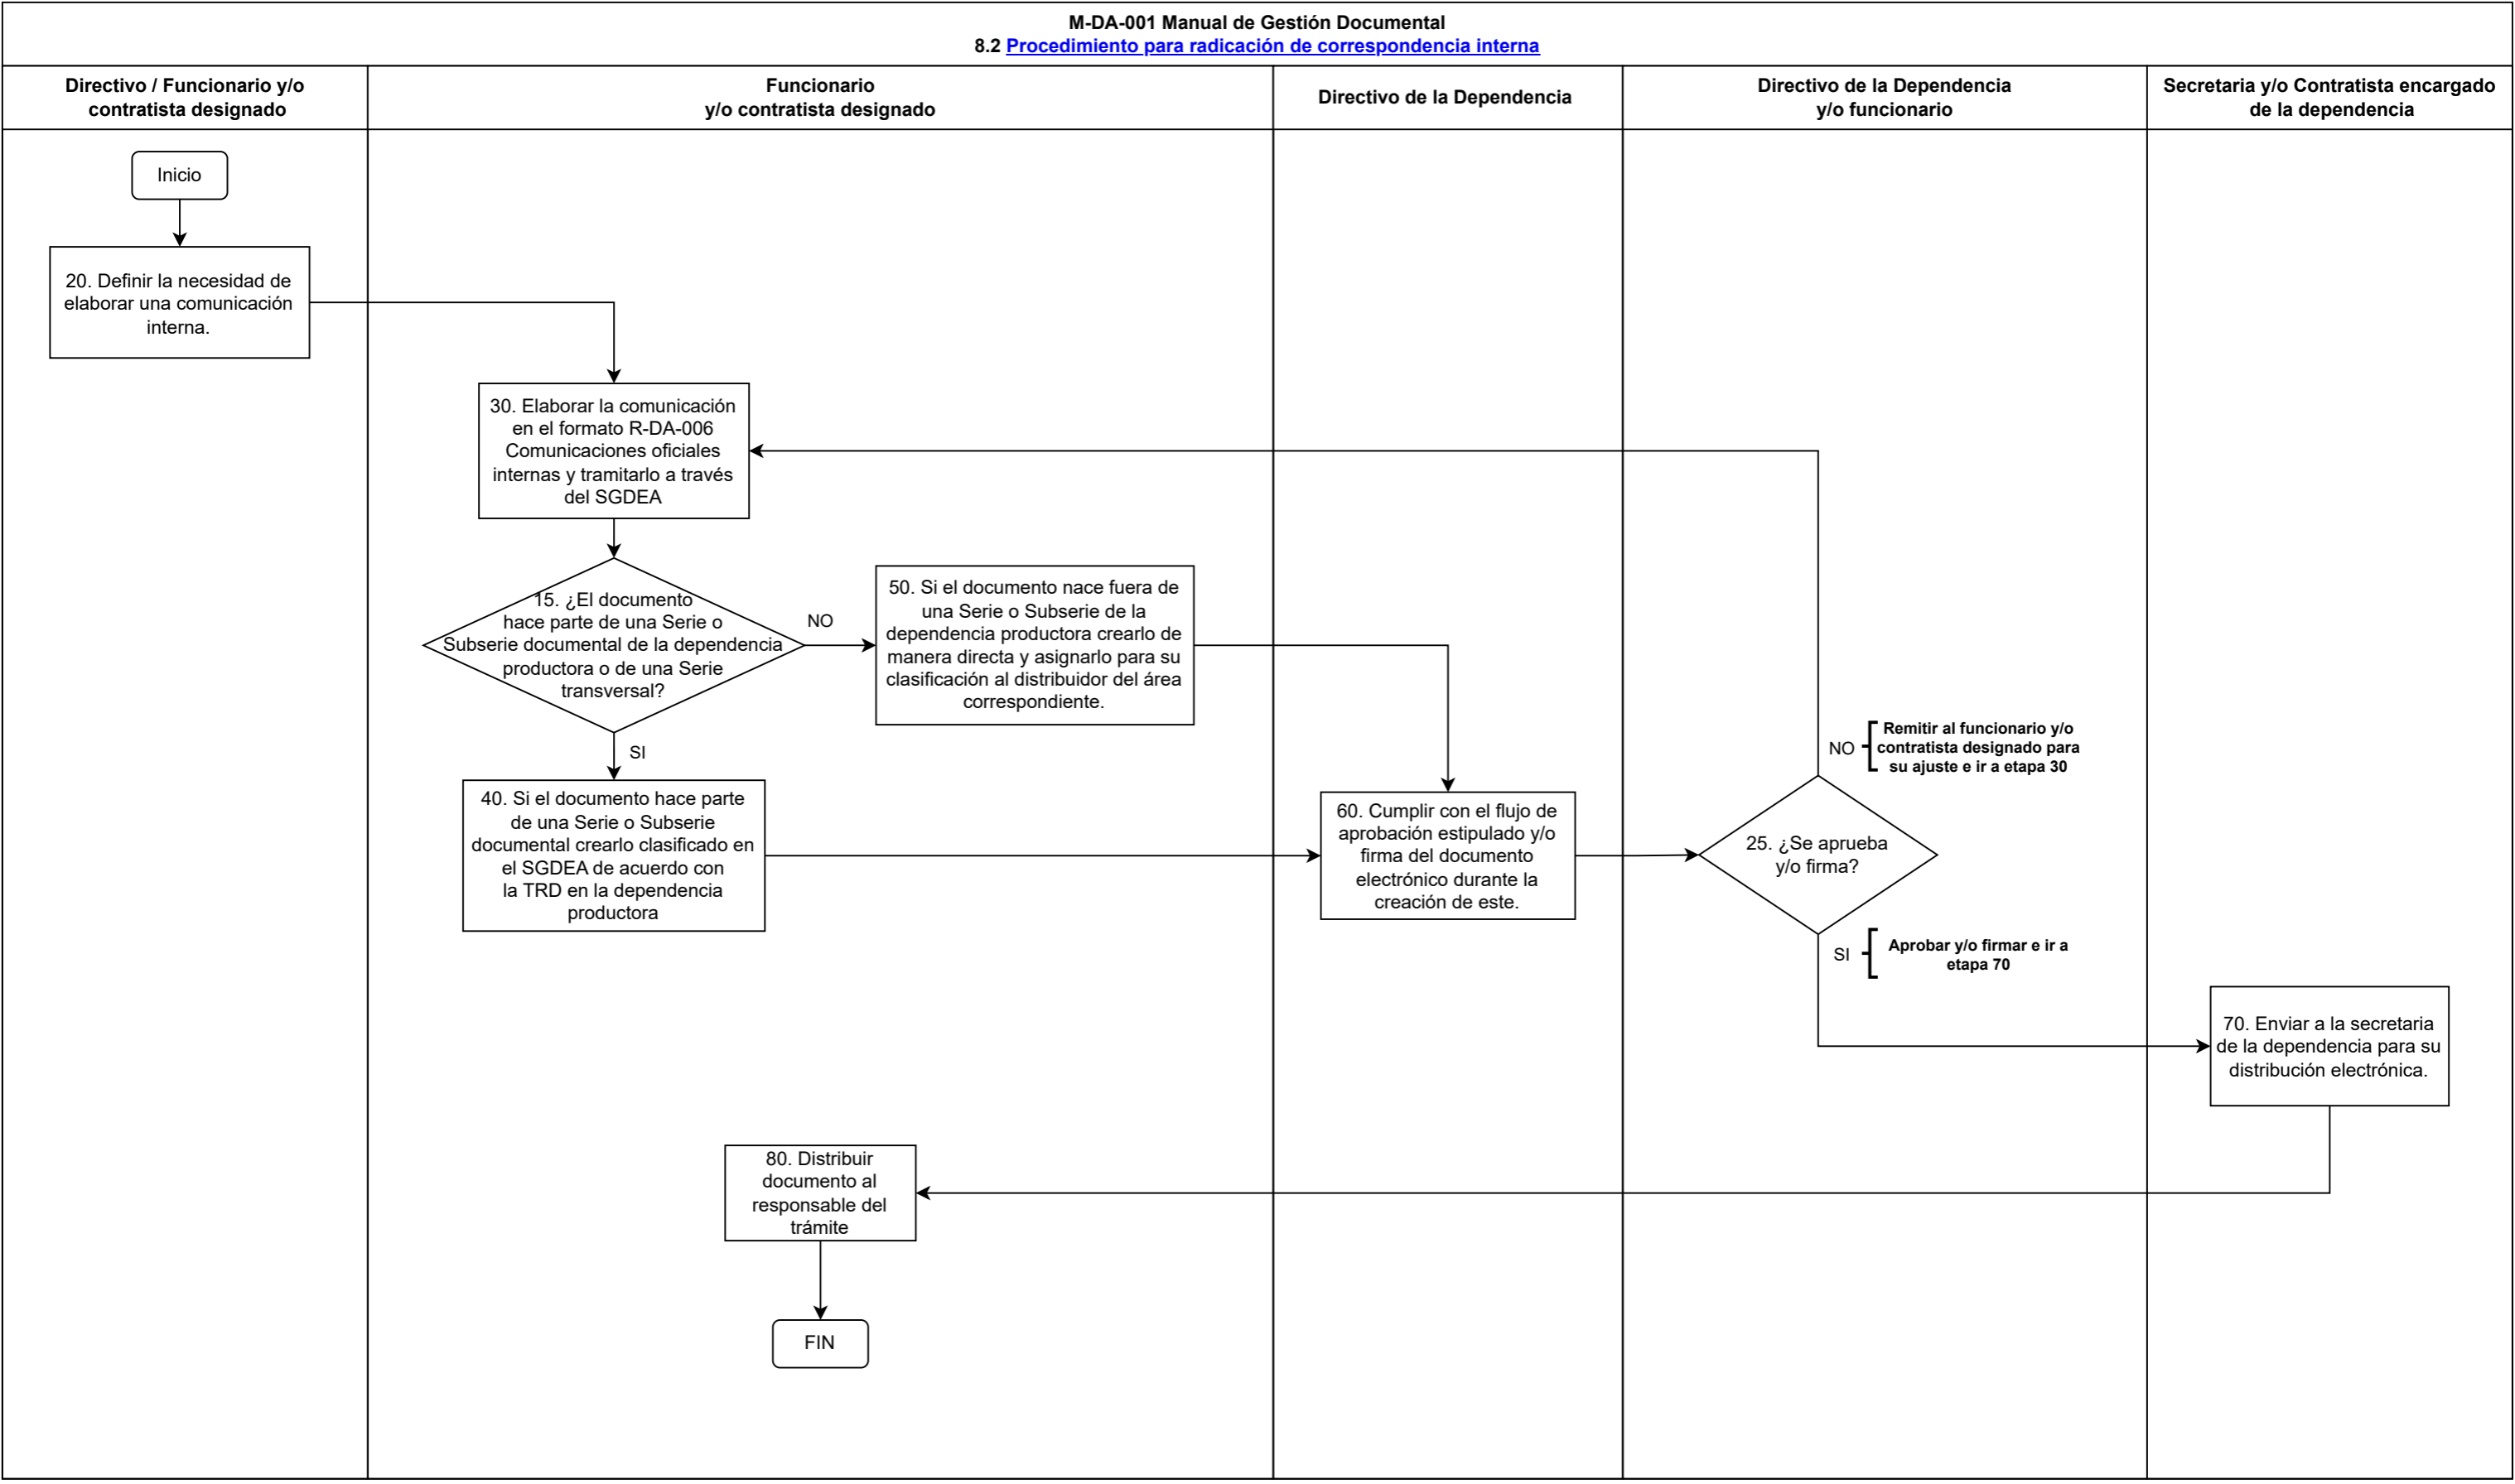 M-DA-001 Manual de Gestión Documental
8.2 Procedimiento para radicación de correspondencia interna
Directivo / Funcionario y/o
contratista designado
Funcionario
y/o contratista designado
Directivo de la Dependencia
Directivo de la Dependencia
y/o funcionario
Secretaria y/o Contratista encargado
de la dependencia
Inicio
20. Definir la necesidad de
elaborar una comunicación
interna.
30. Elaborar la comunicación
en el formato R-DA-006
Comunicaciones oficiales
internas y tramitarlo a través
del SGDEA
15. ¿El documento
hace parte de una Serie o
Subserie documental de la dependencia
productora o de una Serie
transversal?
NO
50. Si el documento nace fuera de
una Serie o Subserie de la
dependencia productora crearlo de
manera directa y asignarlo para su
clasificación al distribuidor del área
correspondiente.
SI
40. Si el documento hace parte
de una Serie o Subserie
documental crearlo clasificado en
el SGDEA de acuerdo con
la TRD en la dependencia
productora
60. Cumplir con el flujo de
aprobación estipulado y/o
firma del documento
electrónico durante la
creación de este.
NO
Remitir al funcionario y/o
contratista designado para
su ajuste e ir a etapa 30
25. ¿Se aprueba
y/o firma?
SI
Aprobar y/o firmar e ir a
etapa 70
70. Enviar a la secretaria
de la dependencia para su
distribución electrónica.
80. Distribuir
documento al
responsable del
trámite
FIN